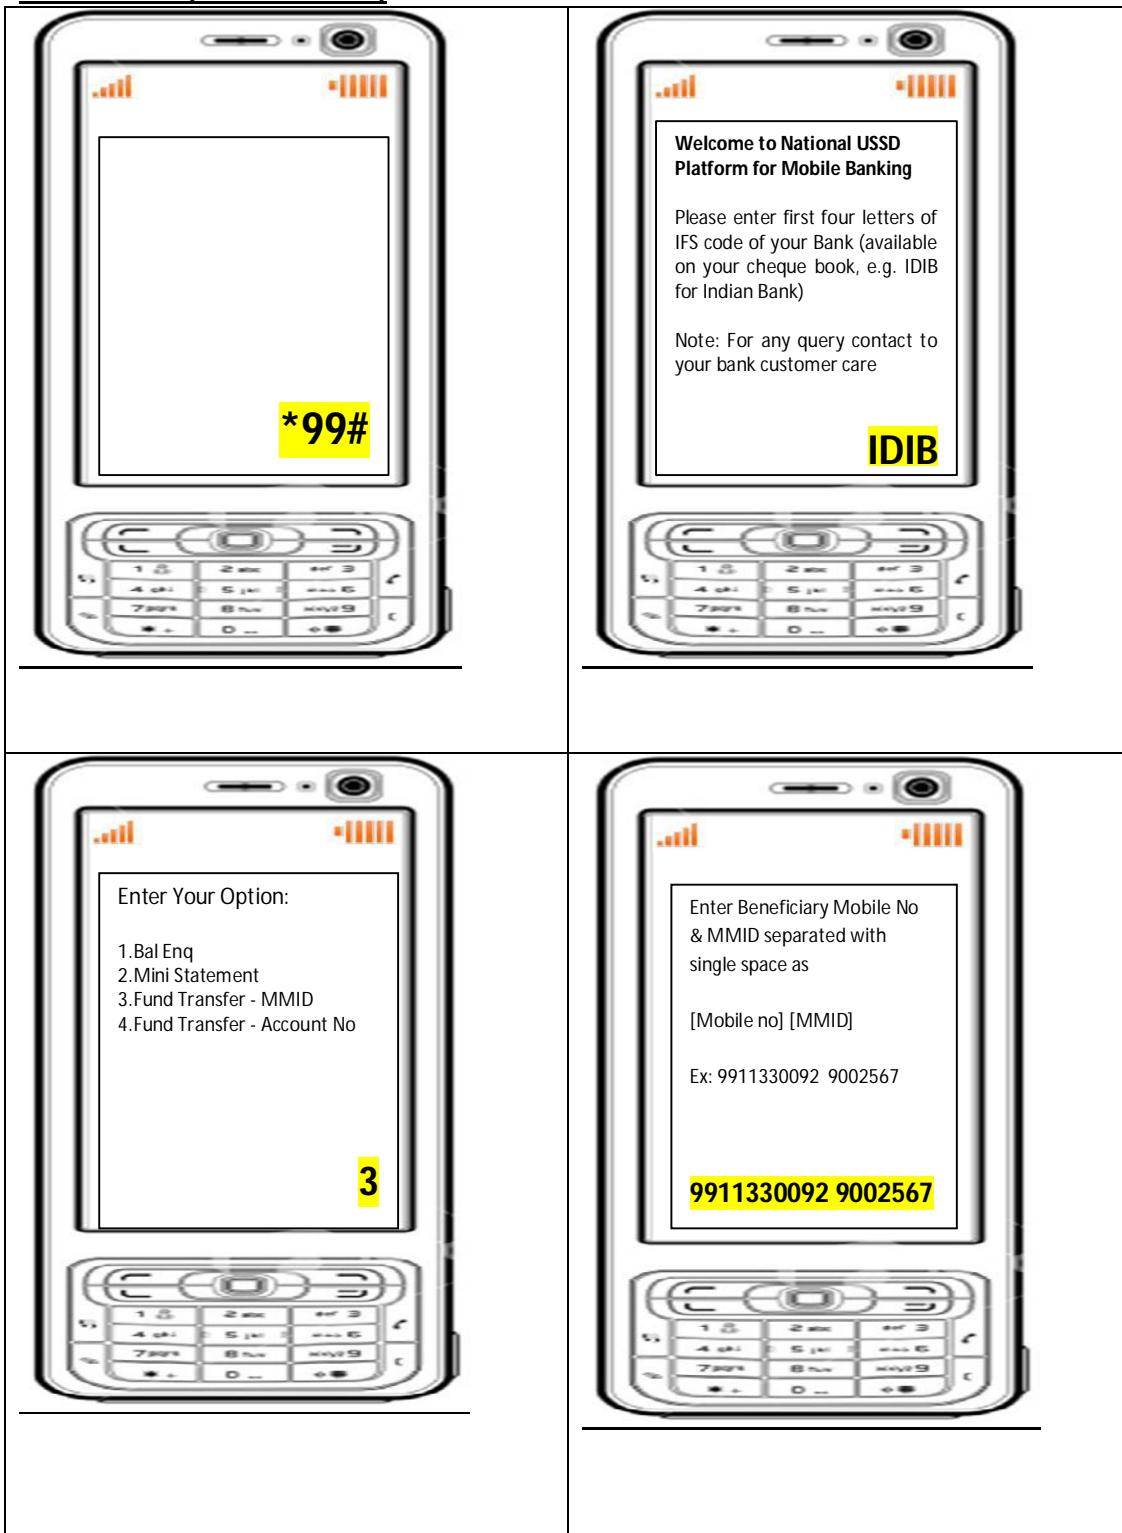 *99#
Welcome to National USSD
Platform for Mobile Banking
Please enter first four letters of
IFS code of your Bank (available
on your cheque book, e.g. IDIB
for Indian Bank)
Note: For any query contact to
your bank customer care
IDIB
Enter Your Option:
1.Bal Enq
2.Mini Statement
3.Fund Transfer - MMID
4.Fund Transfer - Account No
3
Enter Beneficiary Mobile No
& MMID separated with
single space as
[Mobile no] [MMID]
Ex: 9911330092 9002567
9911330092 9002567